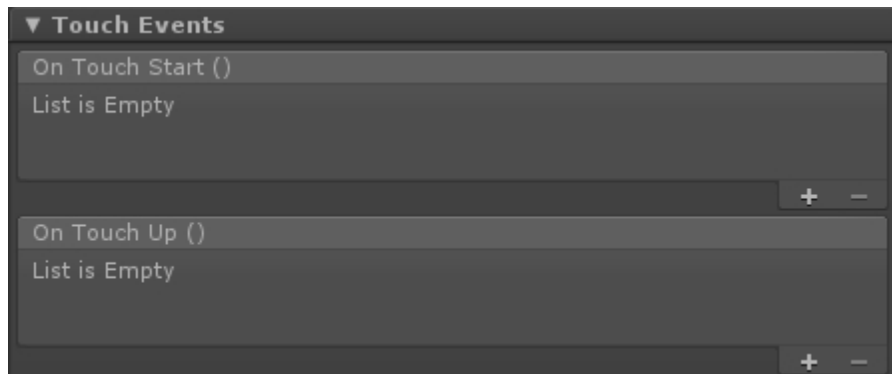 ▼ Touch Events
On Touch Start ()
List is Empty
+ −
On Touch Up ()
List is Empty
+ −